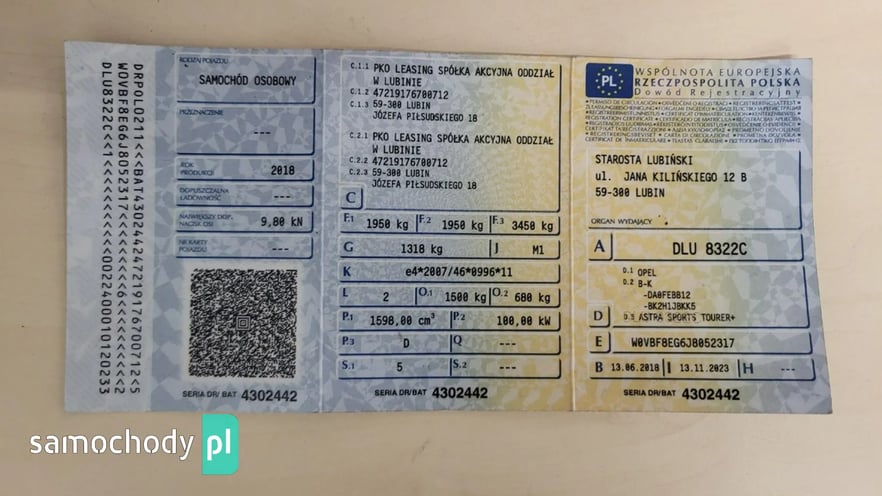 DRPOL0211<<BAT4302442472191767007​12<5
W0VBF8EG6J8052317<<<<<<<6<<<<<<<2
DLU8322C<<1<<<<<<<<<<022400010120233
RODZAJ POJAZDU
SAMOCHÓD OSOBOWY
PRZEZNACZENIE
---
ROK PRODUKCJI
2018
DOPUSZCZALNA ŁADOWNOŚĆ
---
NAJWIĘKSZY DOP. NACISK OSI
9,80 kN
NR KARTY POJAZDU
---
SERIA DR/BAT 4302442
C.1.1 PKO LEASING SPÓŁKA AKCYJNA ODDZIAŁ
W LUBINIE
C.1.2 47219176700712
C.1.3 59-300 LUBIN
JÓZEFA PIŁSUDSKIEGO 18
C.2.1 PKO LEASING SPÓŁKA AKCYJNA ODDZIAŁ
W LUBINIE
C.2.2 47219176700712
C.2.3 59-300 LUBIN
JÓZEFA PIŁSUDSKIEGO 18
C
F.1 1950 kg F.2 1950 kg F.3 3450 kg
G 1318 kg J M1
K e4*2007/46*0996*11
L 2 O.1 1500 kg O.2 680 kg
P.1 1598,00 cm³ P.2 100,00 kW
P.3 D Q ---
S.1 5 S.2 ---
SERIA DR/BAT 4302442
PL
WSPÓLNOTA EUROPEJSKA
RZECZPOSPOLITA POLSKA
Dowód Rejestracyjny
STAROSTA LUBIŃSKI
ul. JANA KILIŃSKIEGO 12 B
59-300 LUBIN
ORGAN WYDAJĄCY
A DLU 8322C
D.1 OPEL
D.2 B-K
-DA0FEBB12
-BK2H1JBKK5
D D.3 ASTRA SPORTS TOURER+
E W0VBF8EG6J8052317
B 13.06.2018 I 13.11.2023 H ---
SERIA DR/BAT 4302442
samochody pl